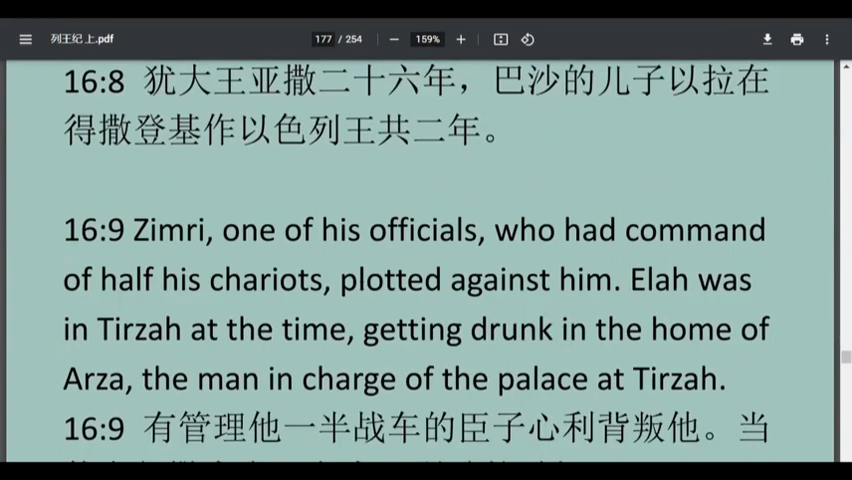 列王纪 上.pdf
177 / 254
159%
16:8 犹大王亚撒二十六年，巴沙的儿子以拉在
得撒登基作以色列王共二年。
16:9 Zimri, one of his officials, who had command
of half his chariots, plotted against him. Elah was
in Tirzah at the time, getting drunk in the home of
Arza, the man in charge of the palace at Tirzah.
16:9 有管理他一半战车的臣子心利背叛他。当